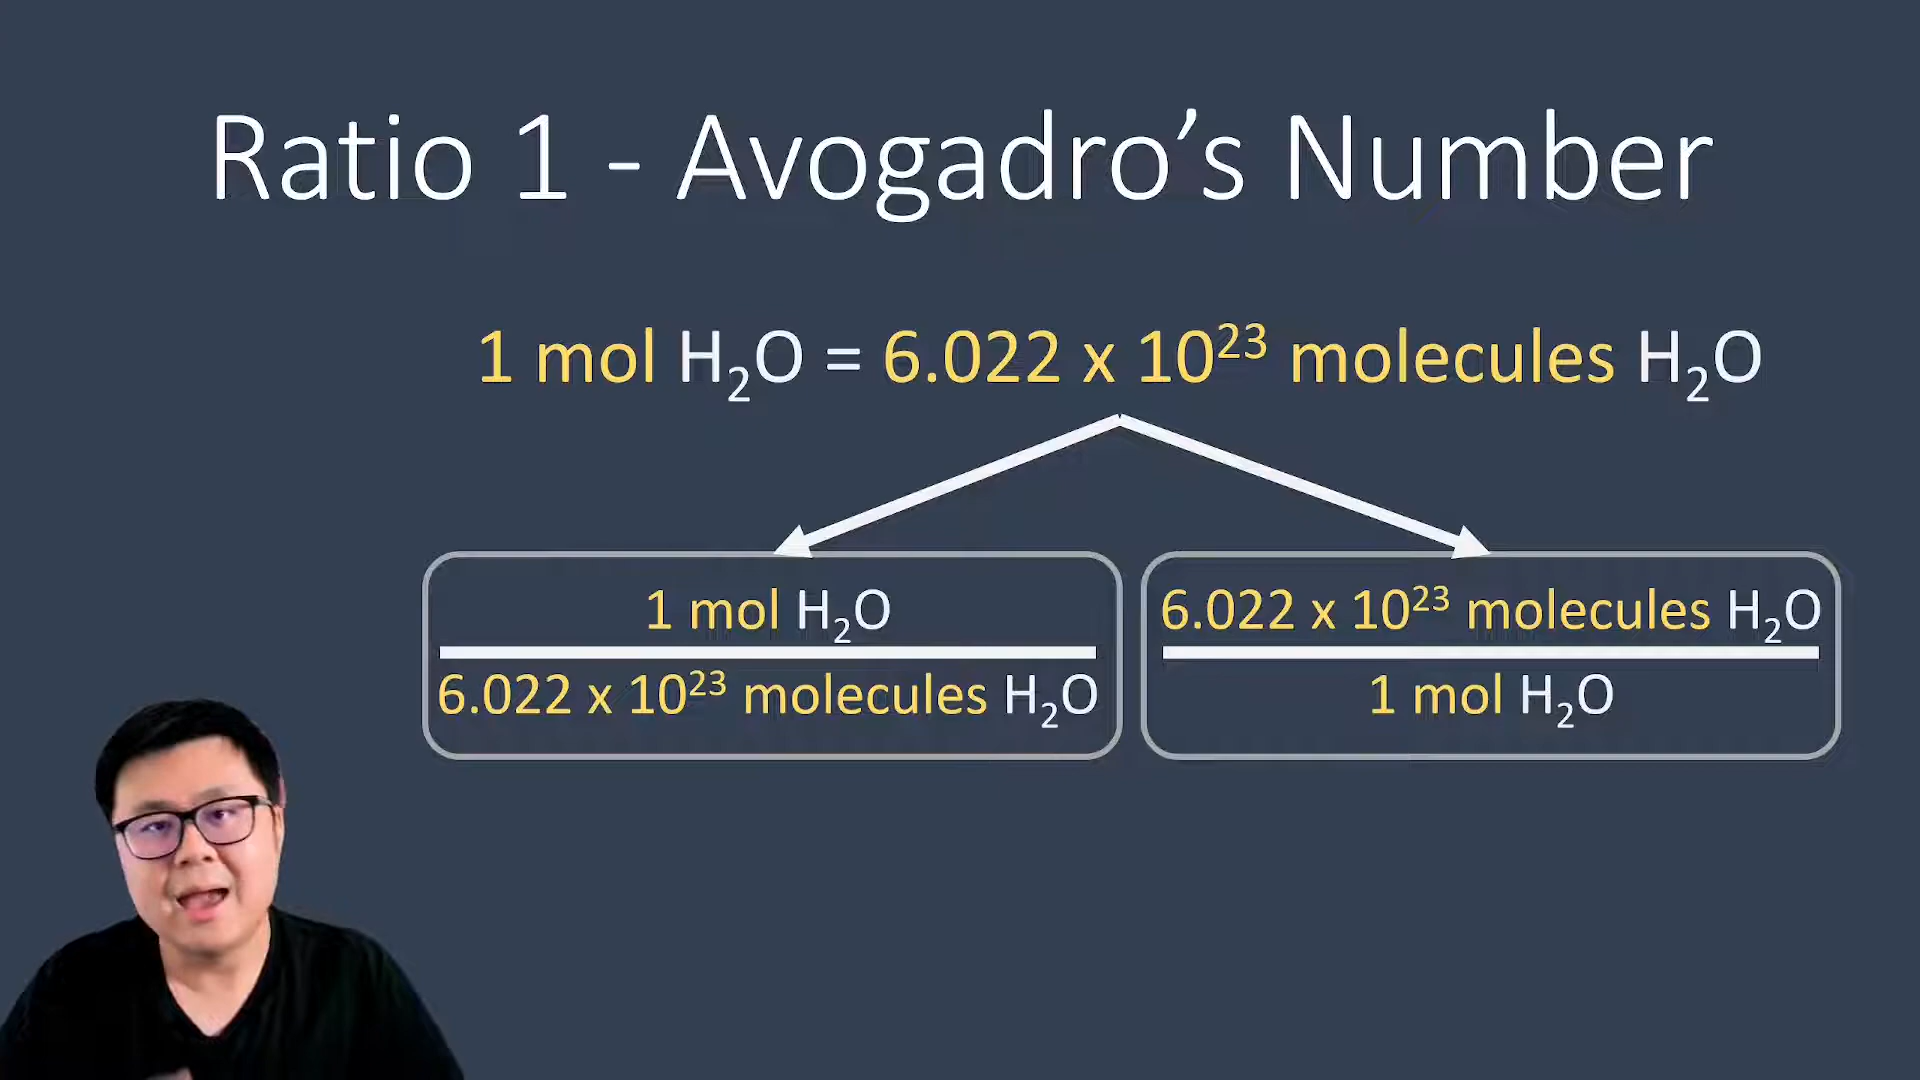 Ratio 1 - Avogadro’s Number
1 mol H₂O = 6.022 x 10²³ molecules H₂O
1 mol H₂O
6.022 x 10²³ molecules H₂O
6.022 x 10²³ molecules H₂O
1 mol H₂O